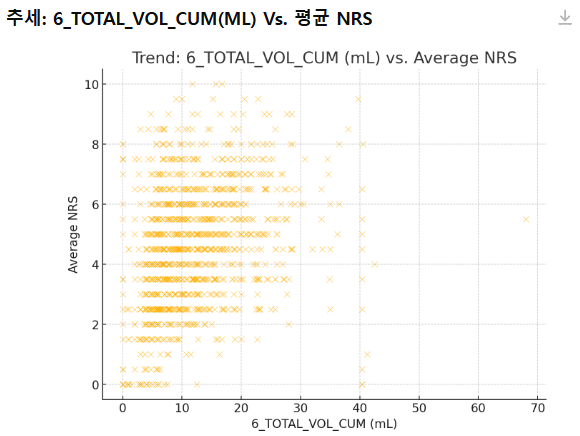 추세: 6_TOTAL_VOL_CUM(ML) Vs. 평균 NRS
Trend: 6_TOTAL_VOL_CUM (mL) vs. Average NRS
10
8
6
4
2
0
Average NRS
0 10 20 30 40 50 60 70
6_TOTAL_VOL_CUM (mL)